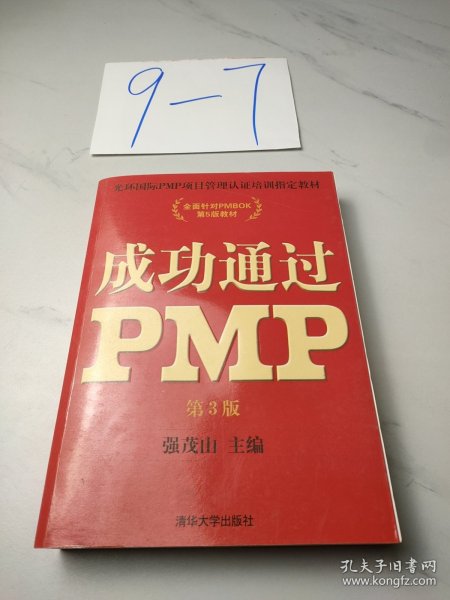 9-7
光环国际PMP项目管理认证培训指定教材
全面针对PMBOK
第5版教材
成功通过
PMP
第3版
强茂山 主编
清华大学出版社
孔夫子旧书网
www.kongfz.com